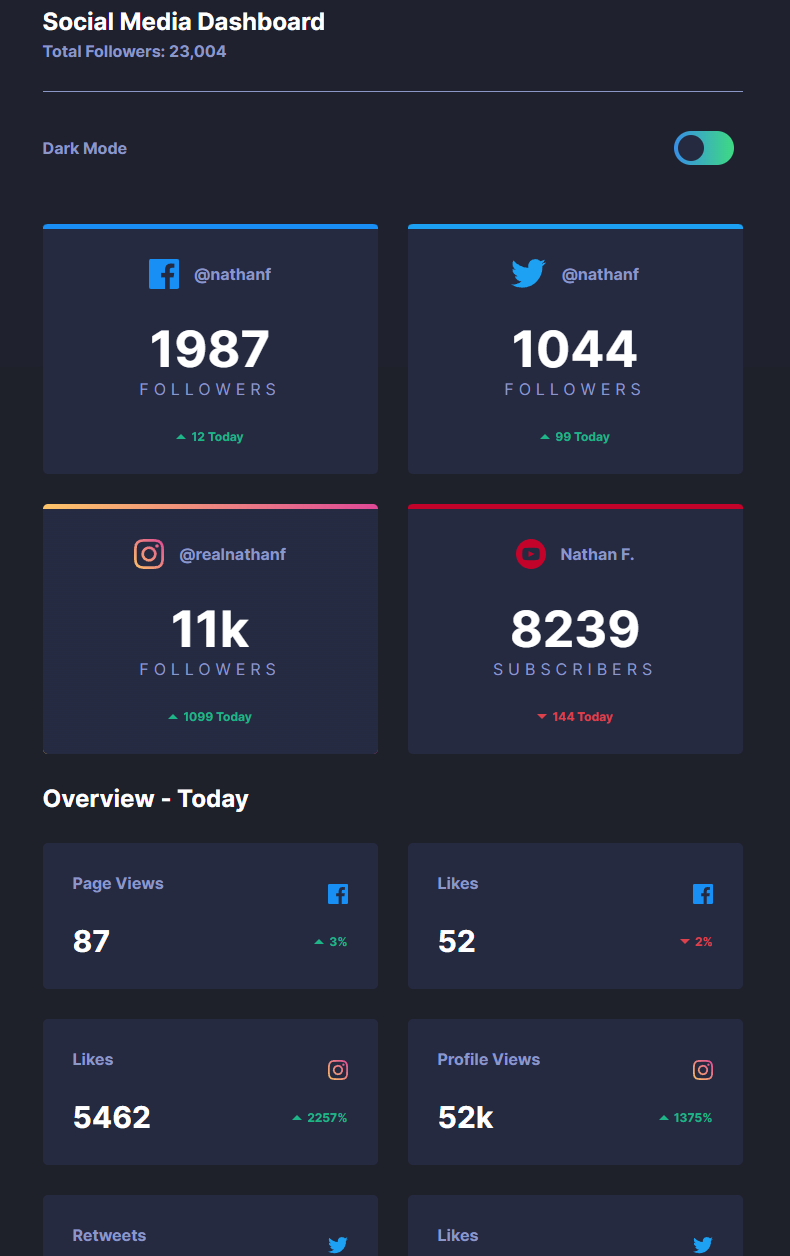 Social Media Dashboard
Total Followers: 23,004
Dark Mode
@nathanf
1987
FOLLOWERS
12 Today
@nathanf
1044
FOLLOWERS
99 Today
@realnathanf
11k
FOLLOWERS
1099 Today
Nathan F.
8239
SUBSCRIBERS
144 Today
Overview - Today
Page Views
87
3%
Likes
52
2%
Likes
5462
2257%
Profile Views
52k
1375%
Retweets
Likes